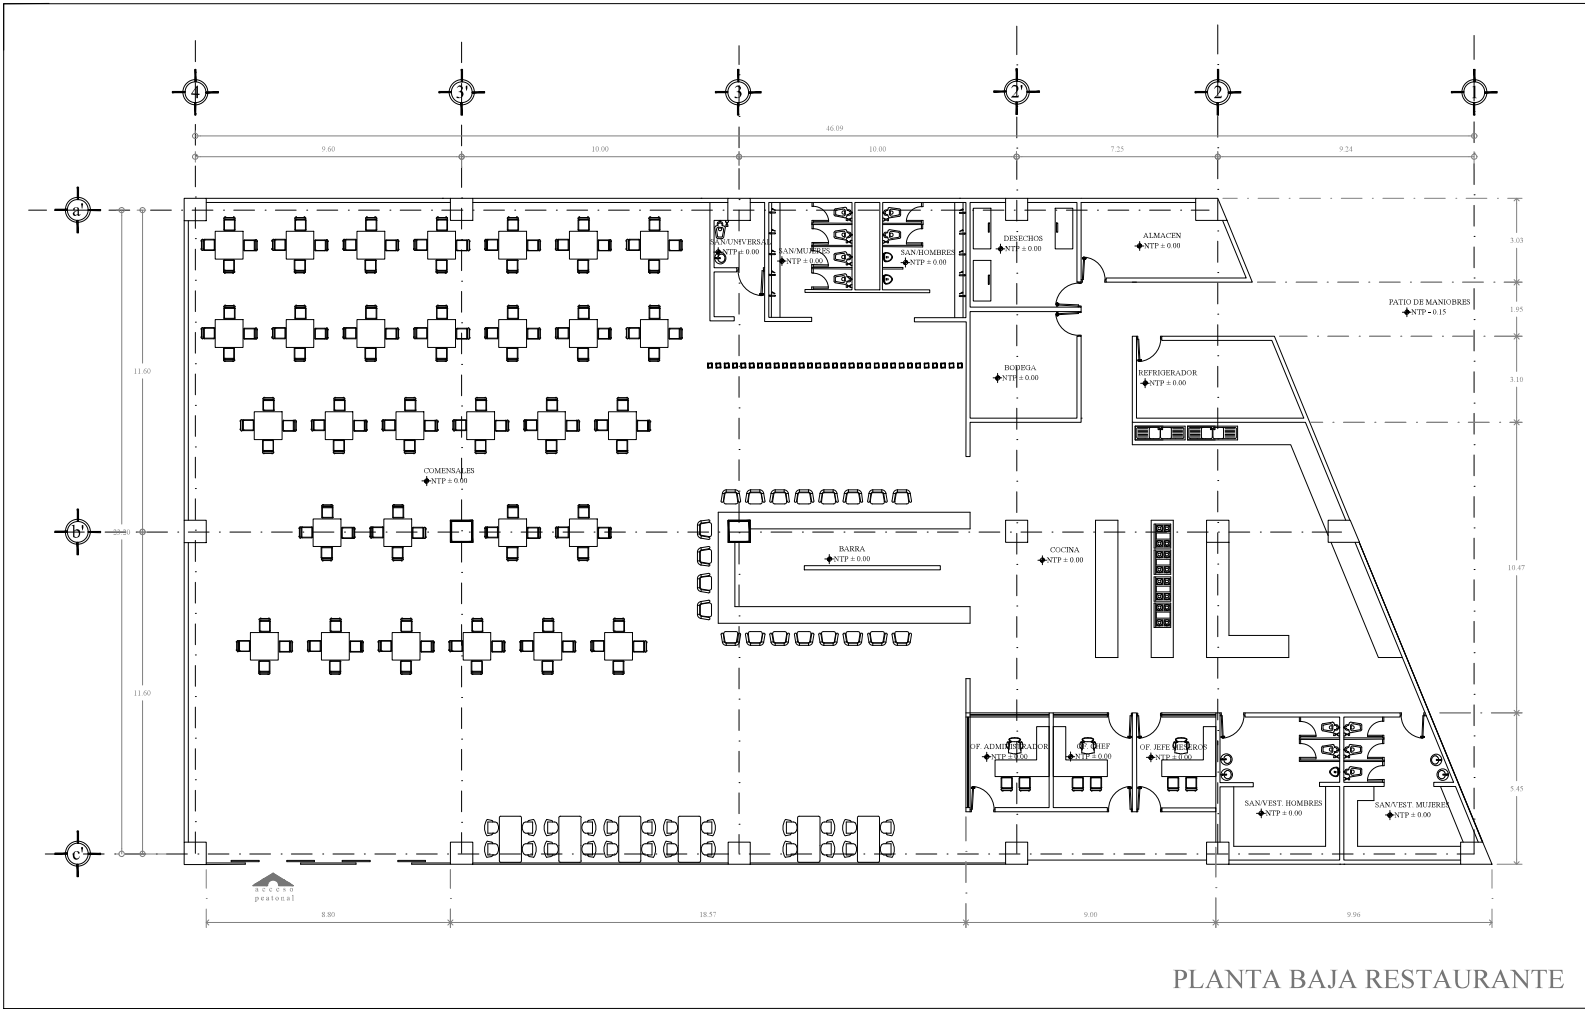 4 3' 3 2' 2 1
46.09
9.60 10.00 10.00 7.25 9.24
a'
3.03
SAN/UNIVERSAL
NTP ± 0.00
SAN/MUJERES
NTP ± 0.00
SAN/HOMBRES
NTP ± 0.00
DESECHOS
NTP ± 0.00
ALMACEN
NTP ± 0.00
PATIO DE MANIOBRES
NTP - 0.15
1.95
11.60
BODEGA
NTP ± 0.00
REFRIGERADOR
NTP ± 0.00
3.10
COMENSALES
NTP ± 0.00
b'
BARRA
NTP ± 0.00
COCINA
NTP ± 0.00
10.47
11.60
OF. ADMINISTRADOR
NTP ± 0.00
OF. CHEF
NTP ± 0.00
OF. JEFE MESEROS
NTP ± 0.00
SAN/VEST. HOMBRES
NTP ± 0.00
SAN/VEST. MUJERES
NTP ± 0.00
5.45
c'
acceso
peatonal
8.80 18.57 9.00 9.96
PLANTA BAJA RESTAURANTE